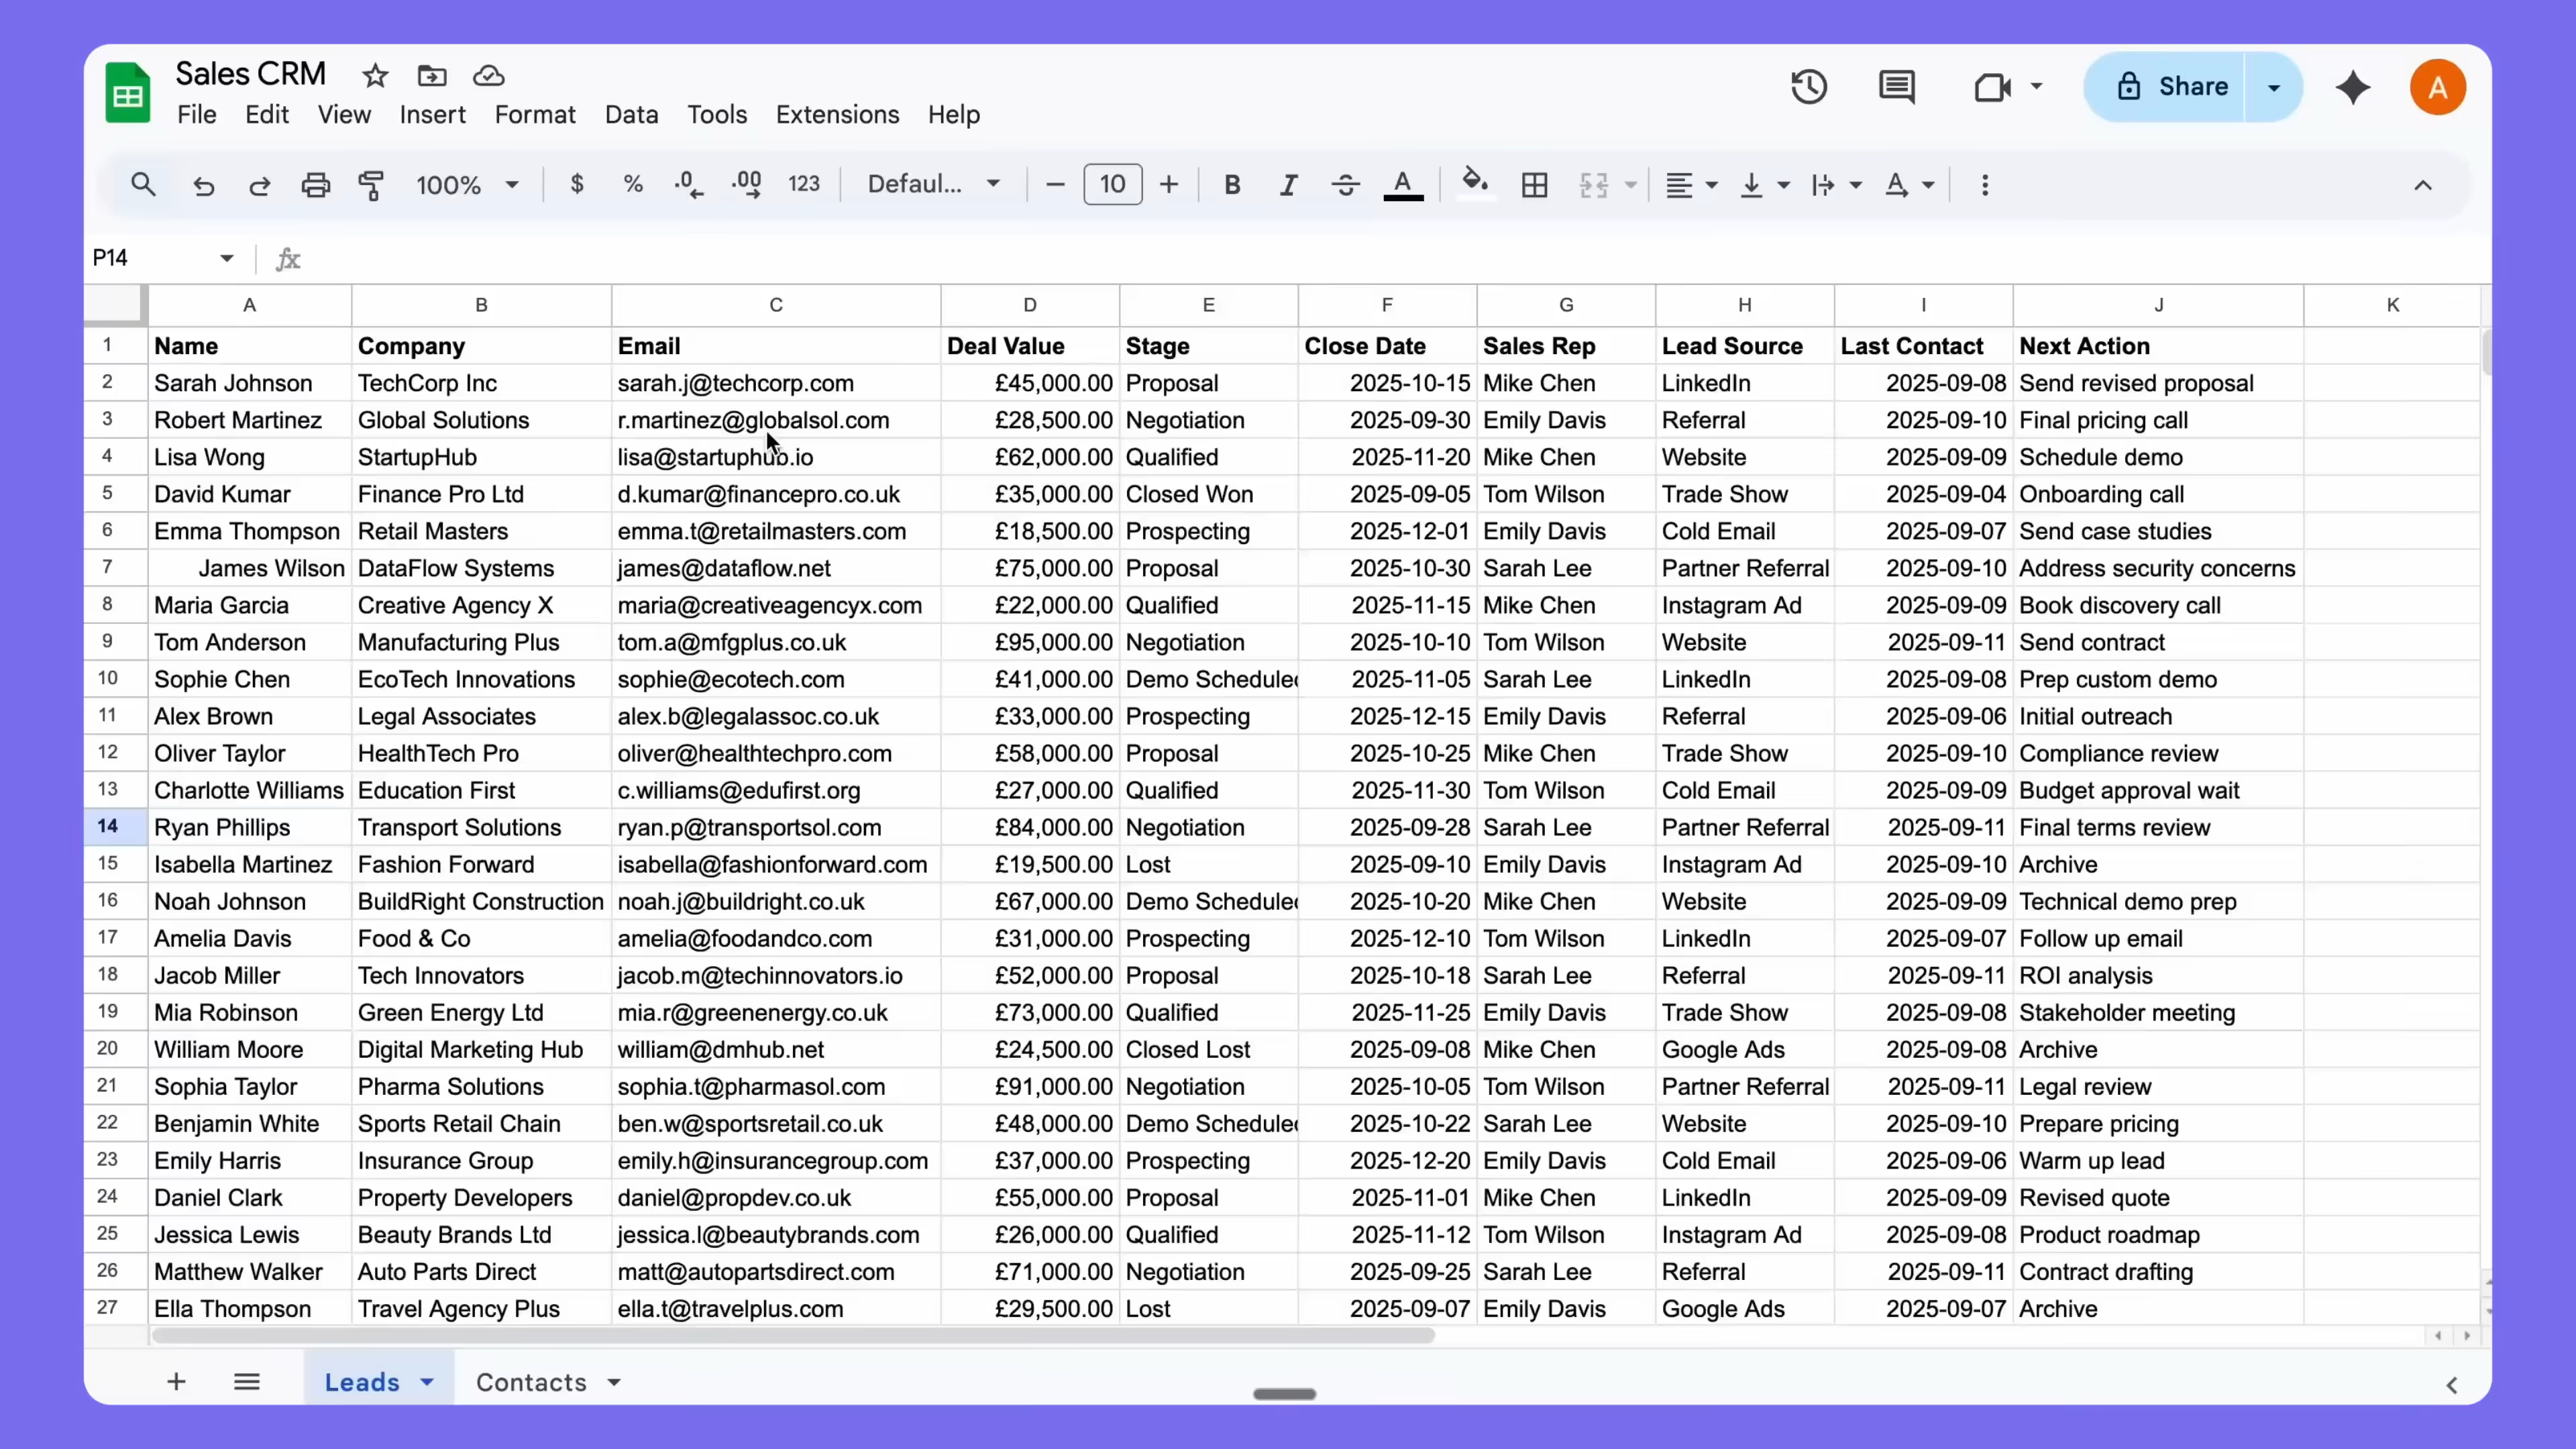 Sales CRM
File Edit View Insert Format Data Tools Extensions Help
Share
A
100% $ % .0 .00 123 Defaul... 10 B I A
P14 fx
A B C D E F G H I J K
1 Name Company Email Deal Value Stage Close Date Sales Rep Lead Source Last Contact Next Action
2 Sarah Johnson TechCorp Inc sarah.j@techcorp.com £45,000.00 Proposal 2025-10-15 Mike Chen LinkedIn 2025-09-08 Send revised proposal
3 Robert Martinez Global Solutions r.martinez@globalsol.com £28,500.00 Negotiation 2025-09-30 Emily Davis Referral 2025-09-10 Final pricing call
4 Lisa Wong StartupHub lisa@startuphub.io £62,000.00 Qualified 2025-11-20 Mike Chen Website 2025-09-09 Schedule demo
5 David Kumar Finance Pro Ltd d.kumar@financepro.co.uk £35,000.00 Closed Won 2025-09-05 Tom Wilson Trade Show 2025-09-04 Onboarding call
6 Emma Thompson Retail Masters emma.t@retailmasters.com £18,500.00 Prospecting 2025-12-01 Emily Davis Cold Email 2025-09-07 Send case studies
7 James Wilson DataFlow Systems james@dataflow.net £75,000.00 Proposal 2025-10-30 Sarah Lee Partner Referral 2025-09-10 Address security concerns
8 Maria Garcia Creative Agency X maria@creativeagencyx.com £22,000.00 Qualified 2025-11-15 Mike Chen Instagram Ad 2025-09-09 Book discovery call
9 Tom Anderson Manufacturing Plus tom.a@mfgplus.co.uk £95,000.00 Negotiation 2025-10-10 Tom Wilson Website 2025-09-11 Send contract
10 Sophie Chen EcoTech Innovations sophie@ecotech.com £41,000.00 Demo Schedule 2025-11-05 Sarah Lee LinkedIn 2025-09-08 Prep custom demo
11 Alex Brown Legal Associates alex.b@legalassoc.co.uk £33,000.00 Prospecting 2025-12-15 Emily Davis Referral 2025-09-06 Initial outreach
12 Oliver Taylor HealthTech Pro oliver@healthtechpro.com £58,000.00 Proposal 2025-10-25 Mike Chen Trade Show 2025-09-10 Compliance review
13 Charlotte Williams Education First c.williams@edufirst.org £27,000.00 Qualified 2025-11-30 Tom Wilson Cold Email 2025-09-09 Budget approval wait
14 Ryan Phillips Transport Solutions ryan.p@transportsol.com £84,000.00 Negotiation 2025-09-28 Sarah Lee Partner Referral 2025-09-11 Final terms review
15 Isabella Martinez Fashion Forward isabella@fashionforward.com £19,500.00 Lost 2025-09-10 Emily Davis Instagram Ad 2025-09-10 Archive
16 Noah Johnson BuildRight Construction noah.j@buildright.co.uk £67,000.00 Demo Schedule 2025-10-20 Mike Chen Website 2025-09-09 Technical demo prep
17 Amelia Davis Food & Co amelia@foodandco.com £31,000.00 Prospecting 2025-12-10 Tom Wilson LinkedIn 2025-09-07 Follow up email
18 Jacob Miller Tech Innovators jacob.m@techinnovators.io £52,000.00 Proposal 2025-10-18 Sarah Lee Referral 2025-09-11 ROI analysis
19 Mia Robinson Green Energy Ltd mia.r@greenenergy.co.uk £73,000.00 Qualified 2025-11-25 Emily Davis Trade Show 2025-09-08 Stakeholder meeting
20 William Moore Digital Marketing Hub william@dmhub.net £24,500.00 Closed Lost 2025-09-08 Mike Chen Google Ads 2025-09-08 Archive
21 Sophia Taylor Pharma Solutions sophia.t@pharmasol.com £91,000.00 Negotiation 2025-10-05 Tom Wilson Partner Referral 2025-09-11 Legal review
22 Benjamin White Sports Retail Chain ben.w@sportsretail.co.uk £48,000.00 Demo Schedule 2025-10-22 Sarah Lee Website 2025-09-10 Prepare pricing
23 Emily Harris Insurance Group emily.h@insurancegroup.com £37,000.00 Prospecting 2025-12-20 Emily Davis Cold Email 2025-09-06 Warm up lead
24 Daniel Clark Property Developers daniel@propdev.co.uk £55,000.00 Proposal 2025-11-01 Mike Chen LinkedIn 2025-09-09 Revised quote
25 Jessica Lewis Beauty Brands Ltd jessica.l@beautybrands.com £26,000.00 Qualified 2025-11-12 Tom Wilson Instagram Ad 2025-09-08 Product roadmap
26 Matthew Walker Auto Parts Direct matt@autopartsdirect.com £71,000.00 Negotiation 2025-09-25 Sarah Lee Referral 2025-09-11 Contract drafting
27 Ella Thompson Travel Agency Plus ella.t@travelplus.com £29,500.00 Lost 2025-09-07 Emily Davis Google Ads 2025-09-07 Archive
Leads Contacts